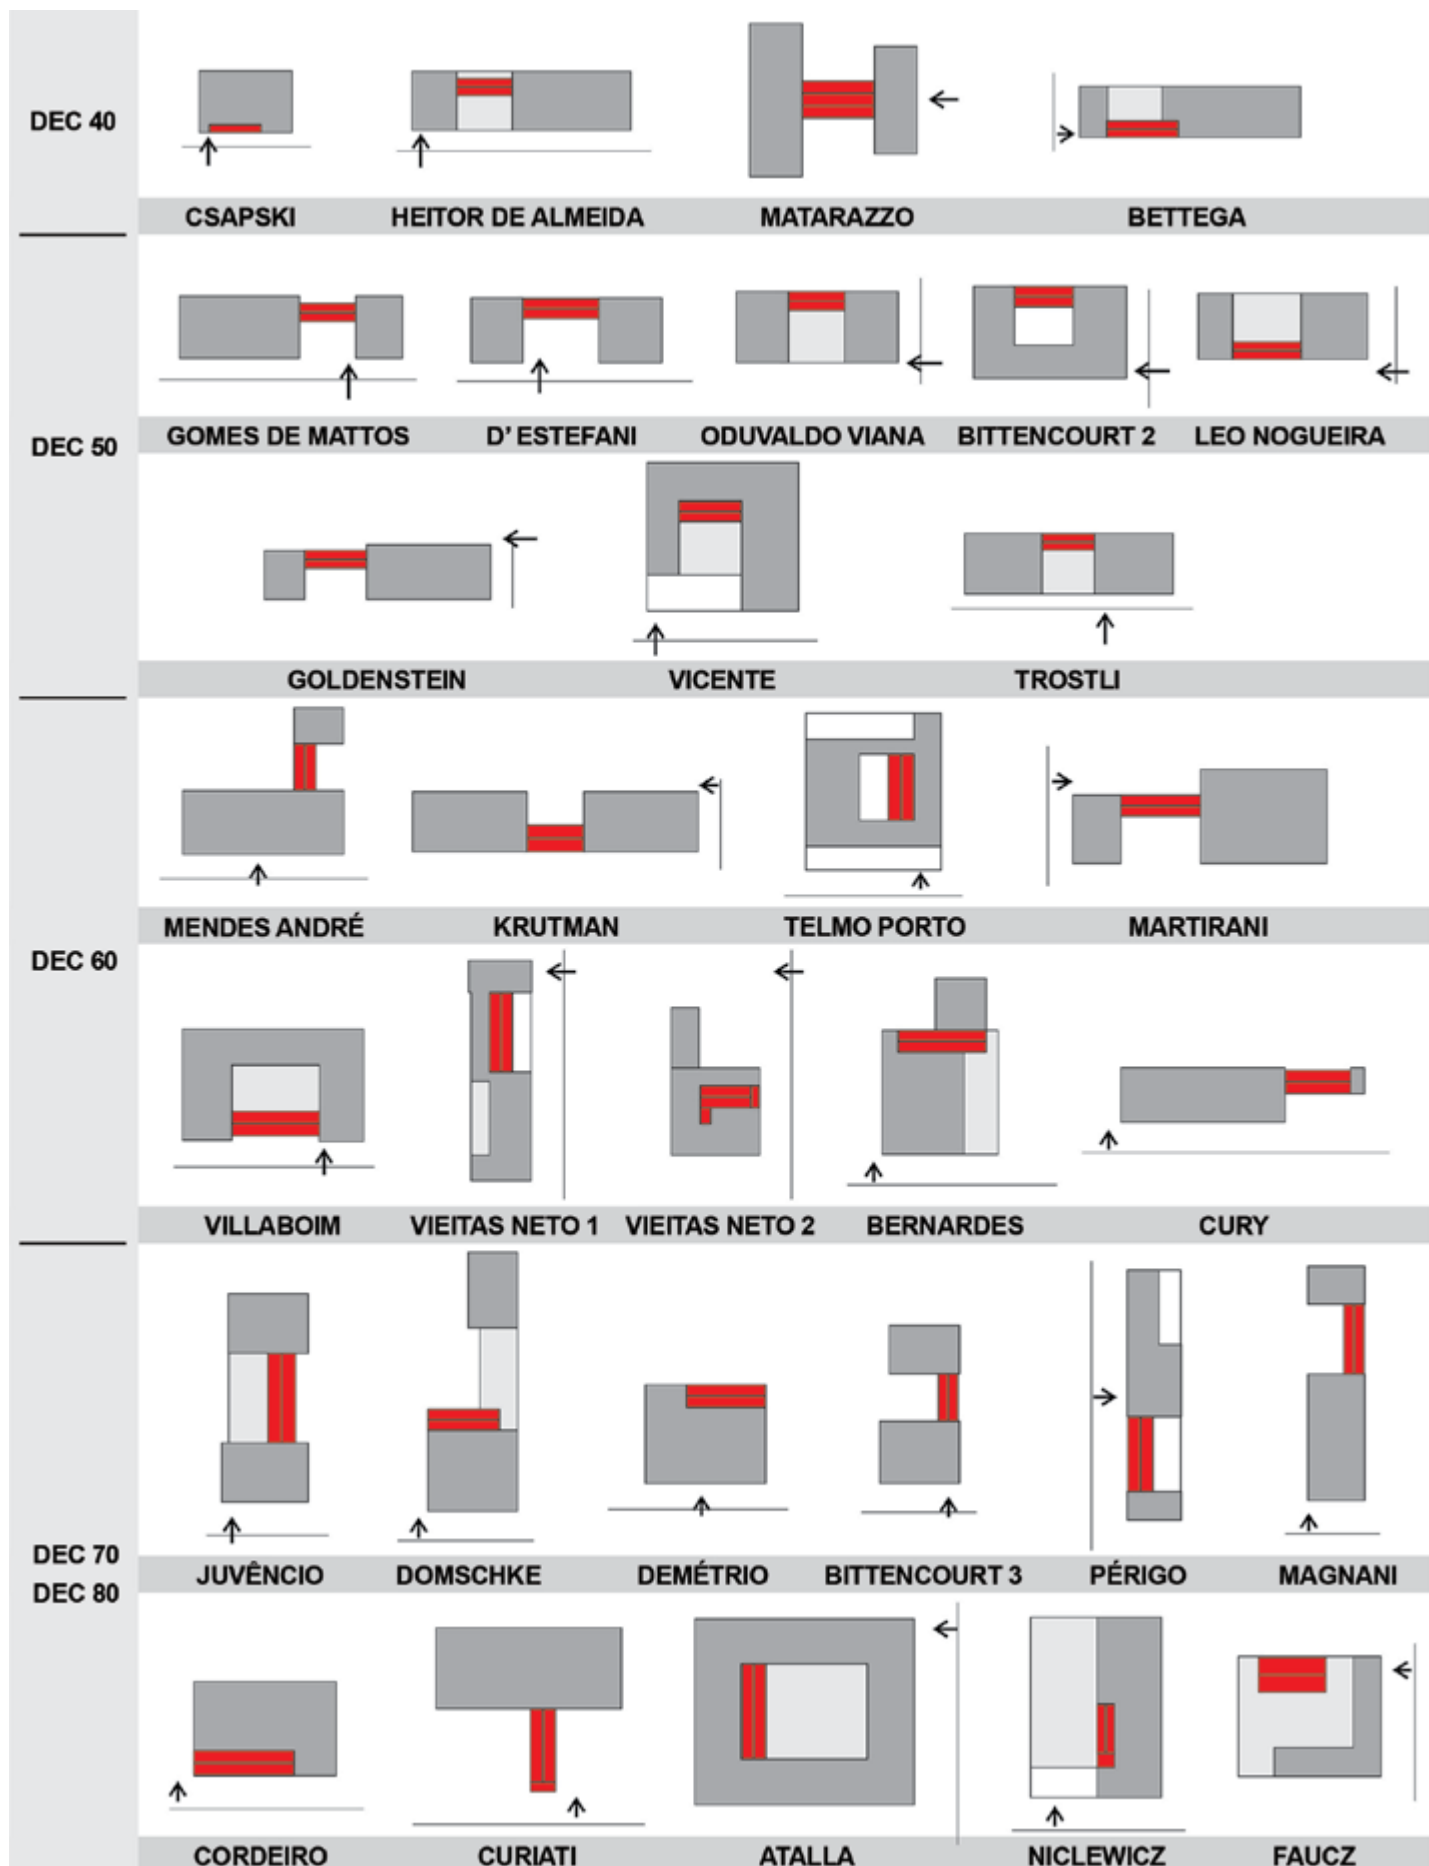 DEC 40
CSAPSKI HEITOR DE ALMEIDA MATARAZZO BETTEGA
GOMES DE MATTOS D' ESTEFANI ODUVALDO VIANA BITTENCOURT 2 LEO NOGUEIRA
DEC 50
GOLDENSTEIN VICENTE TROSTLI
MENDES ANDRÉ KRUTMAN TELMO PORTO MARTIRANI
DEC 60
VILLABOIM VIEITAS NETO 1 VIEITAS NETO 2 BERNARDES CURY
DEC 70
JUVÊNCIO DOMSCHKE DEMÉTRIO BITTENCOURT 3 PÉRIGO MAGNANI
DEC 80
CORDEIRO CURIATI ATALLA NICLEWICZ FAUCZ